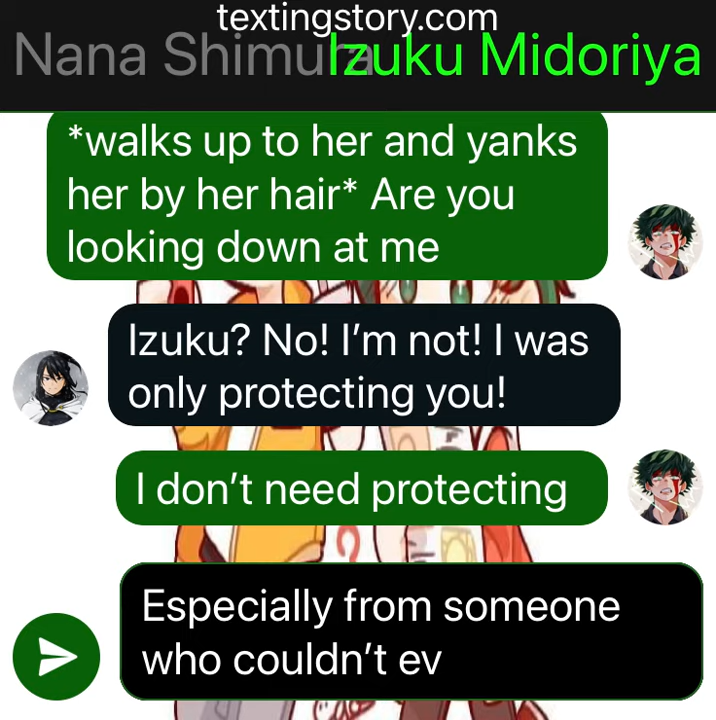 textingstory.com
Nana Shimura Izuku Midoriya
*walks up to her and yanks
her by her hair* Are you
looking down at me
Izuku? No! I’m not! I was
only protecting you!
I don’t need protecting
Especially from someone
who couldn’t ev